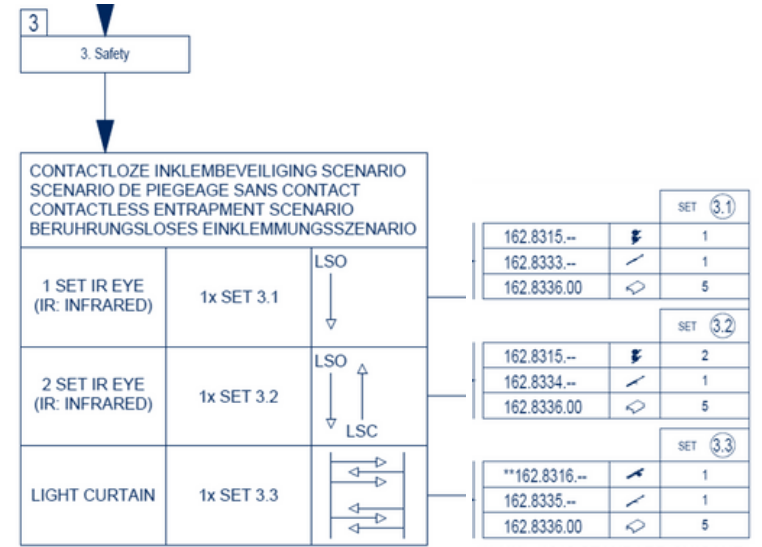 3
3. Safety
CONTACTLOZE INKLEMBEVEILIGING SCENARIO
SCENARIO DE PIEGEAGE SANS CONTACT
CONTACTLESS ENTRAPMENT SCENARIO
BERUHRUNGSLOSES EINKLEMMUNGSSZENARIO
1 SET IR EYE
(IR: INFRARED)
1x SET 3.1
LSO
2 SET IR EYE
(IR: INFRARED)
1x SET 3.2
LSO
LSC
LIGHT CURTAIN
1x SET 3.3
SET 3.1
162.8315.-- 1
162.8333.-- 1
162.8336.00 5
SET 3.2
162.8315.-- 2
162.8334.-- 1
162.8336.00 5
SET 3.3
**162.8316.-- 1
162.8335.-- 1
162.8336.00 5